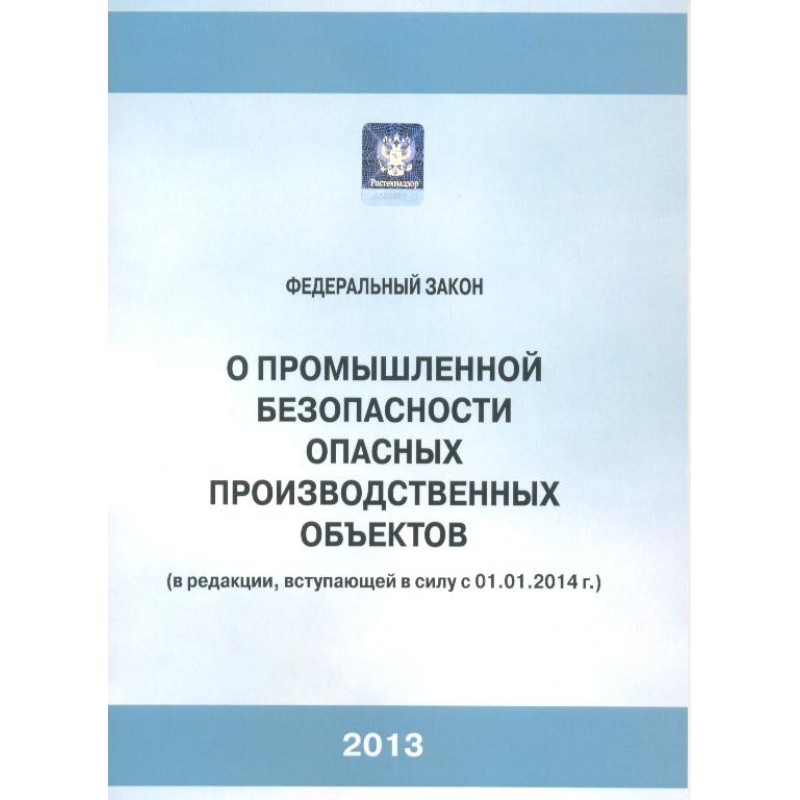 Ростехнадзор
ФЕДЕРАЛЬНЫЙ ЗАКОН
О ПРОМЫШЛЕННОЙ
БЕЗОПАСНОСТИ
ОПАСНЫХ
ПРОИЗВОДСТВЕННЫХ
ОБЪЕКТОВ
(в редакции, вступающей в силу с 01.01.2014 г.)
2013